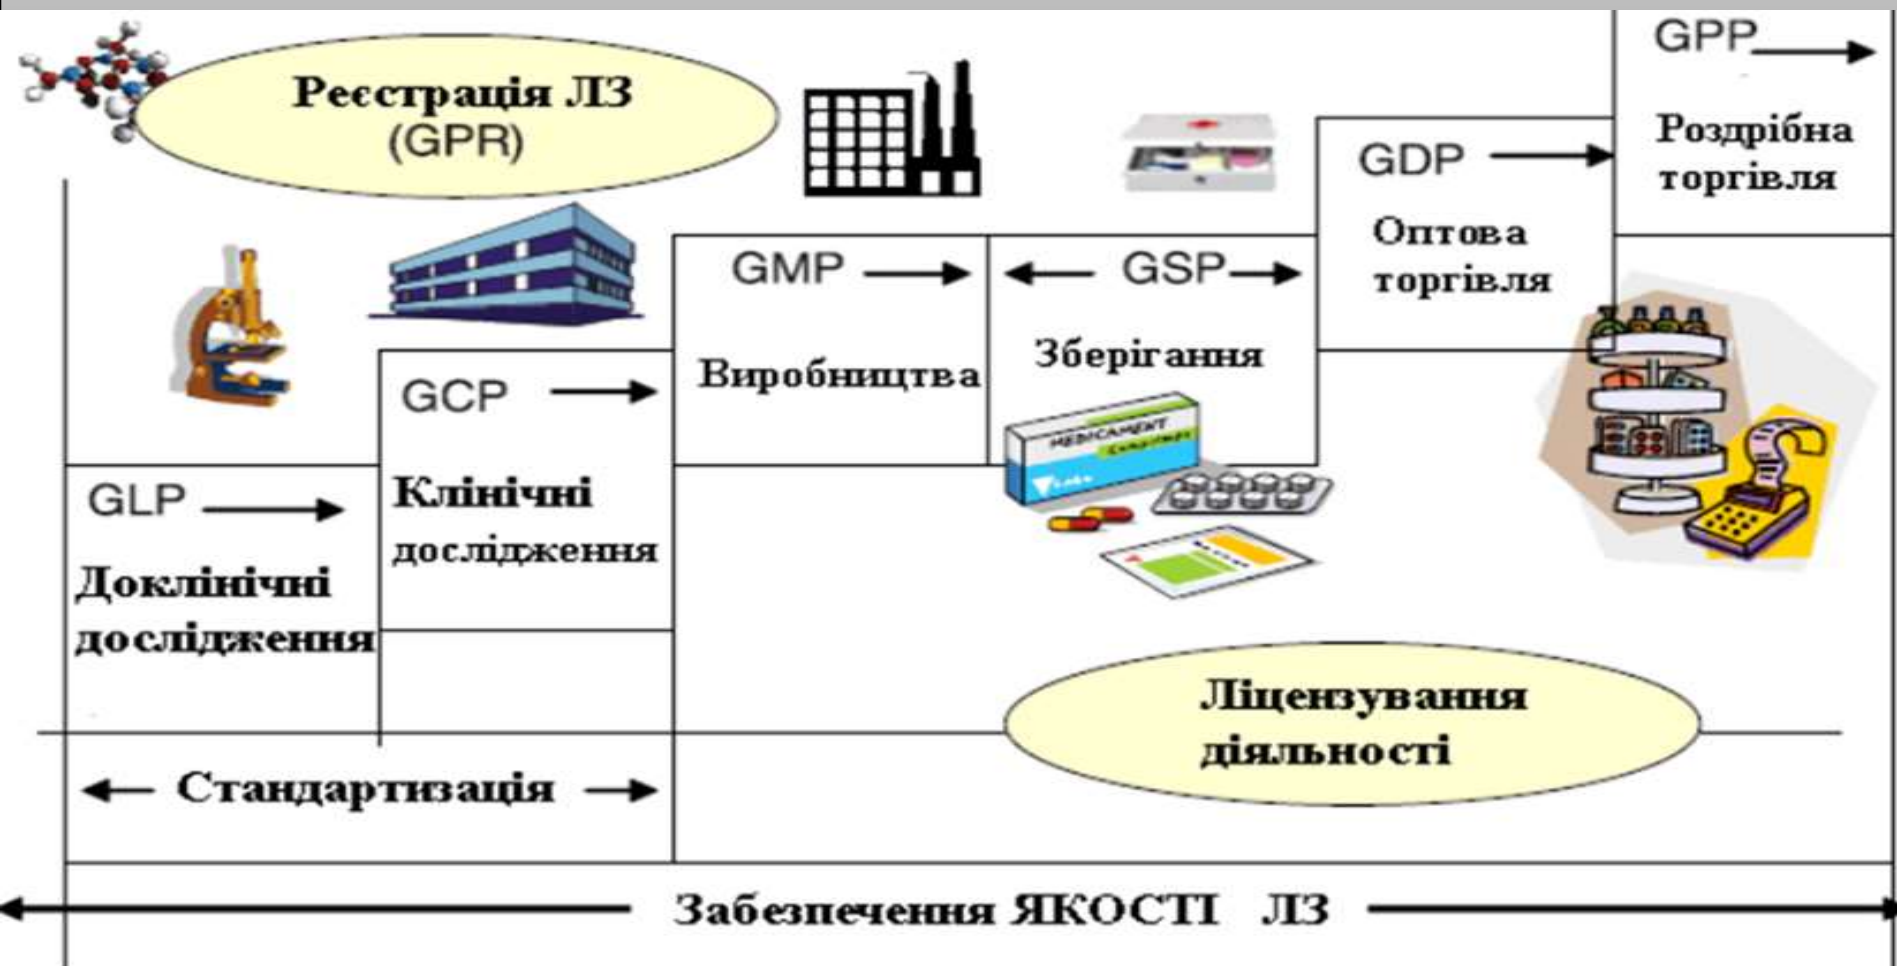 Реєстрація ЛЗ
(GPR)
GPP
Роздрібна
торгівля
GDP
Оптова
торгівля
GMP
Виробництва
GSP
Зберігання
MEDICAMENT
GCP
Клінічні
дослідження
GLP
Доклінічні
дослідження
Ліцензування
діяльності
Стандартизація
Забезпечення ЯКОСТІ ЛЗ